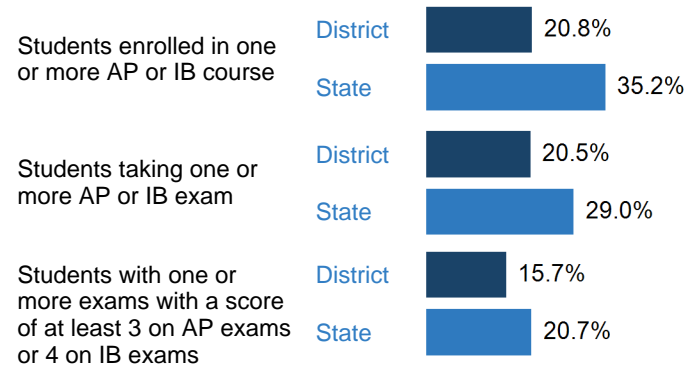 Students enrolled in one
or more AP or IB course
District
20.8%
State
35.2%
Students taking one or
more AP or IB exam
District
20.5%
State
29.0%
Students with one or
more exams with a score
of at least 3 on AP exams
or 4 on IB exams
District
15.7%
State
20.7%